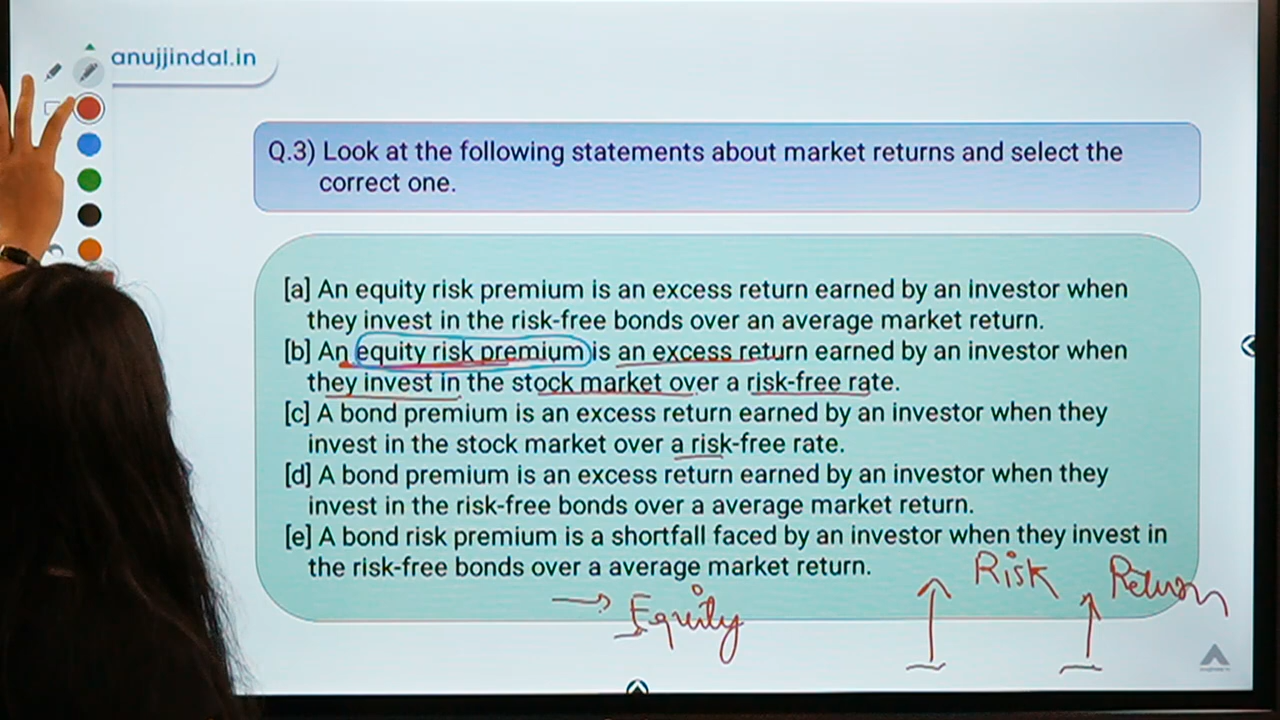 anujjindal.in
Q.3) Look at the following statements about market returns and select the
correct one.
[a] An equity risk premium is an excess return earned by an investor when
they invest in the risk-free bonds over an average market return.
[b] An equity risk premium is an excess return earned by an investor when
they invest in the stock market over a risk-free rate.
[c] A bond premium is an excess return earned by an investor when they
invest in the stock market over a risk-free rate.
[d] A bond premium is an excess return earned by an investor when they
invest in the risk-free bonds over a average market return.
[e] A bond risk premium is a shortfall faced by an investor when they invest in
the risk-free bonds over a average market return.
→ Equity ↑ Risk ↑ Return